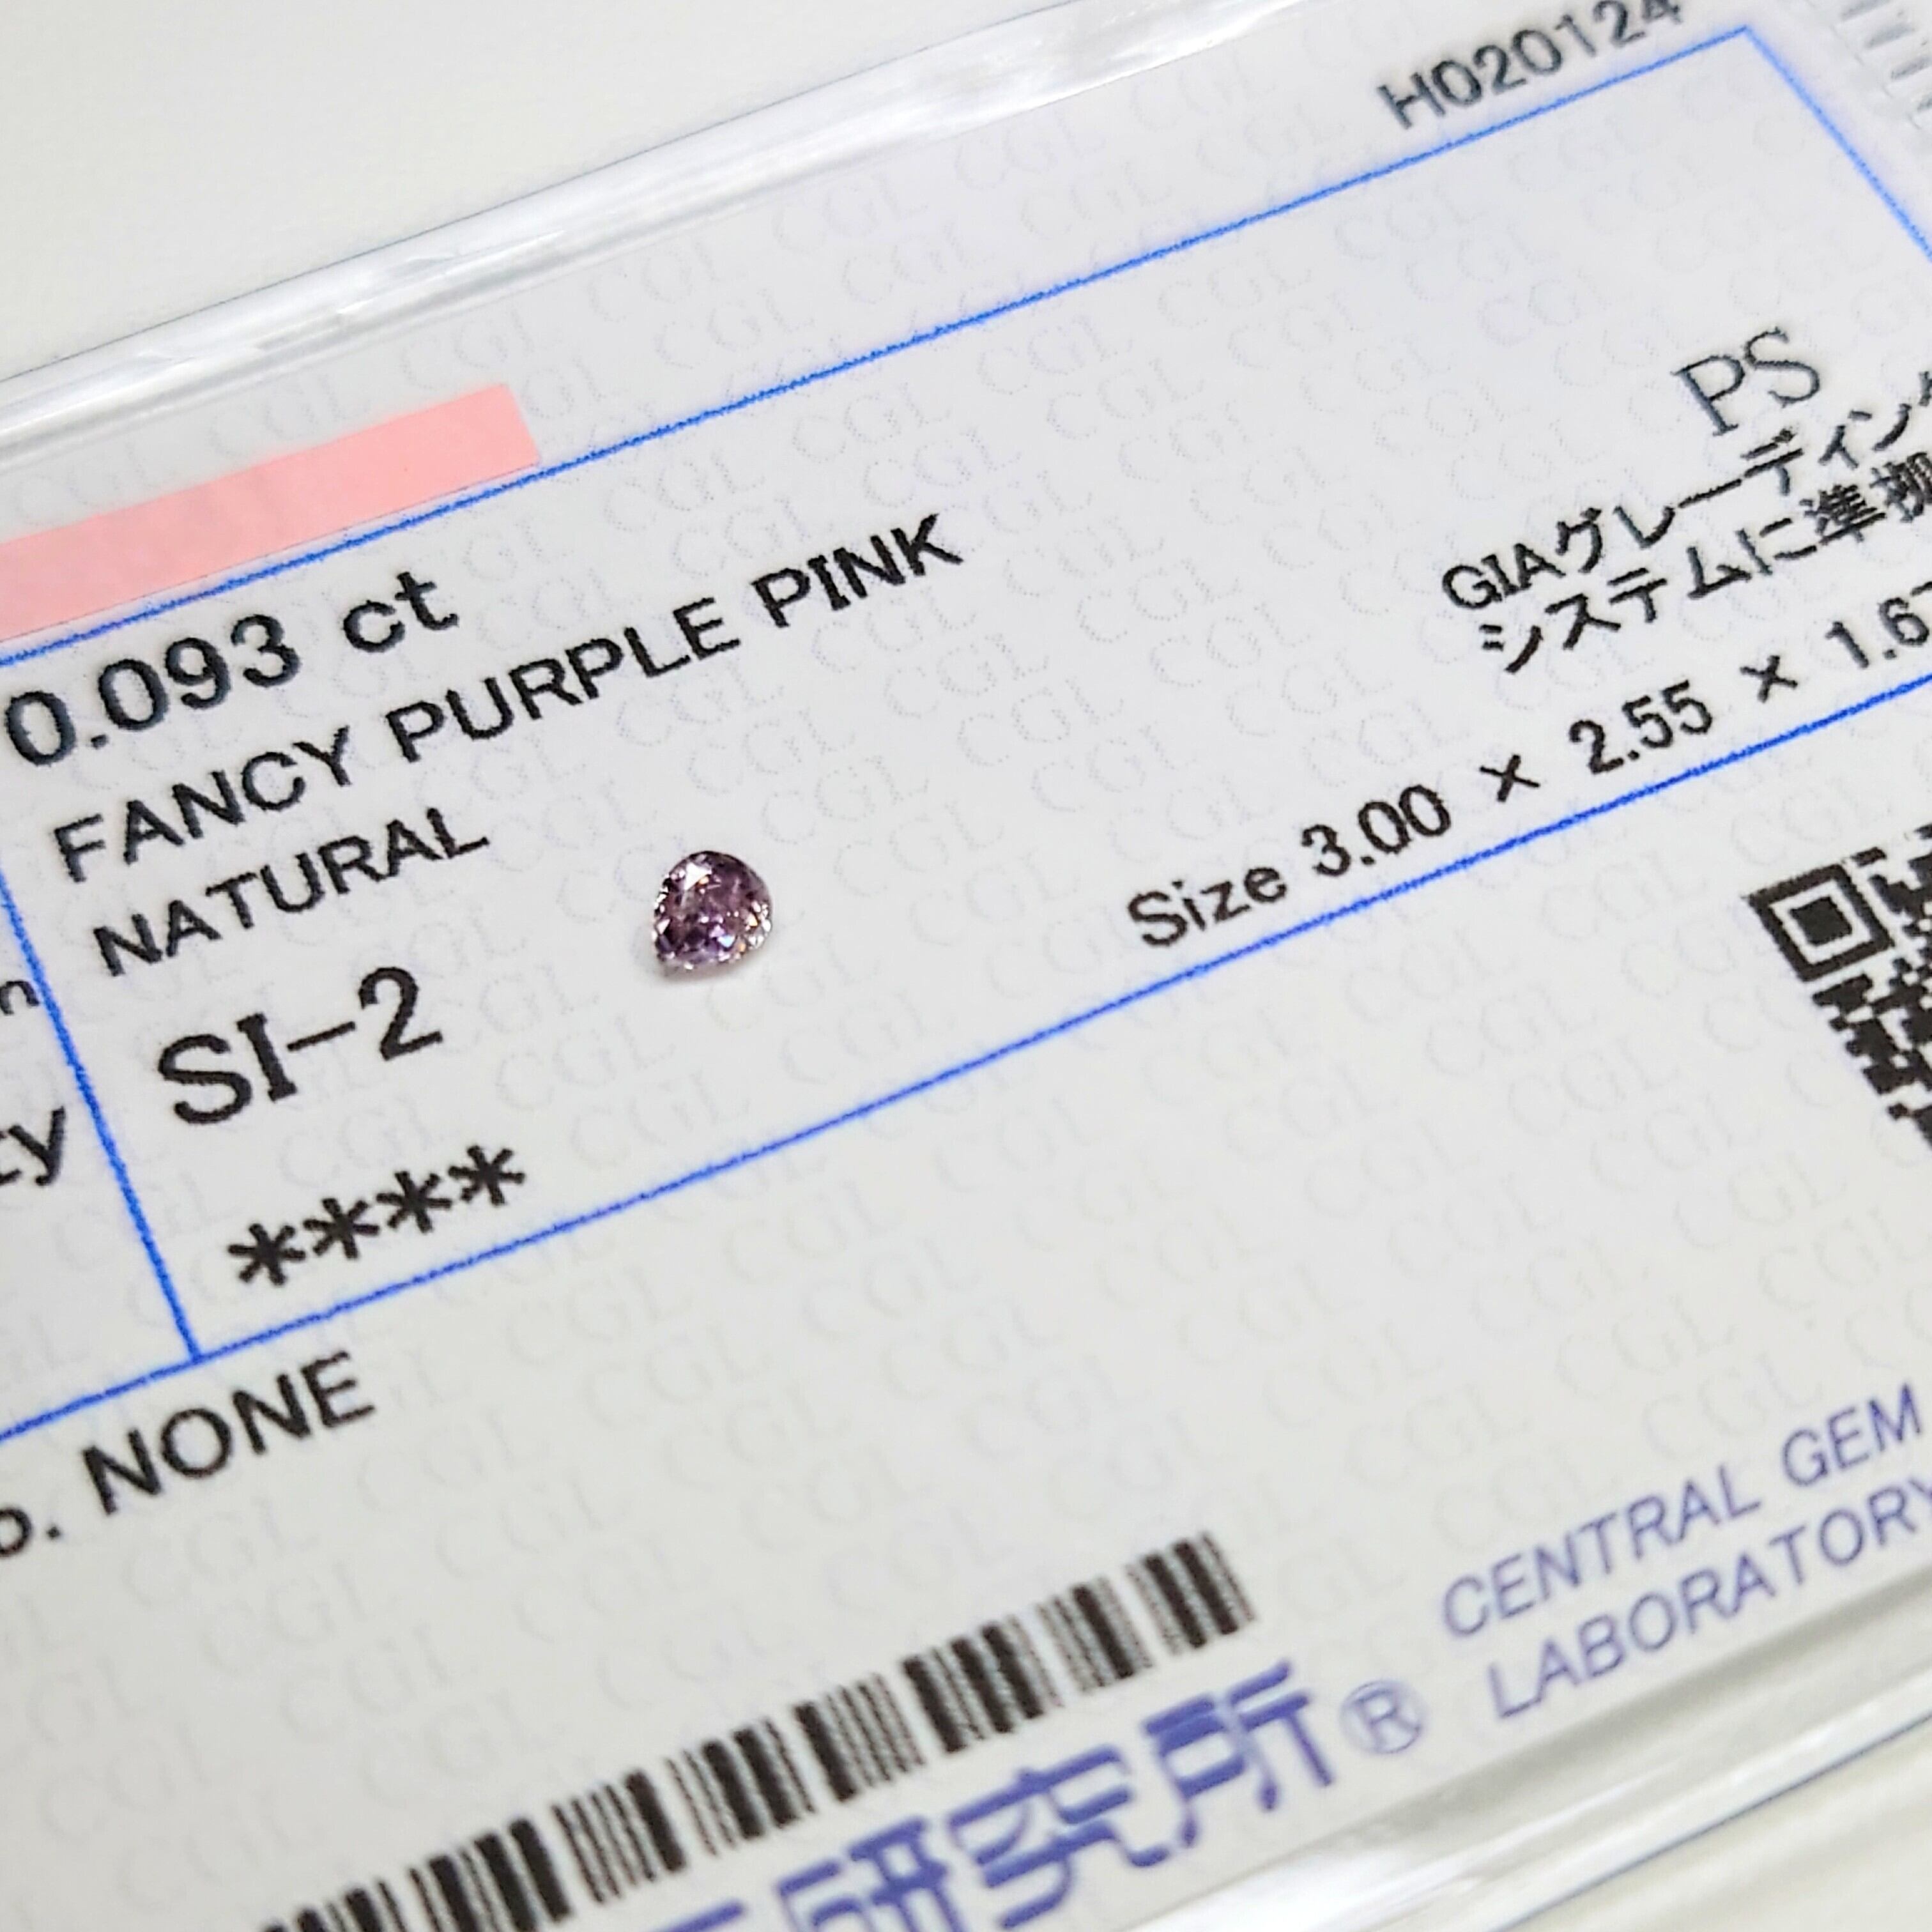 H020124
0.093 ct
PS
FANCY PURPLE PINK
GIAグレーディング
システムに準拠
NATURAL
SI-2
Size 3.00 × 2.55 × 1.67
****
NONE
CENTRAL GEM
LABORATORY
研究所®